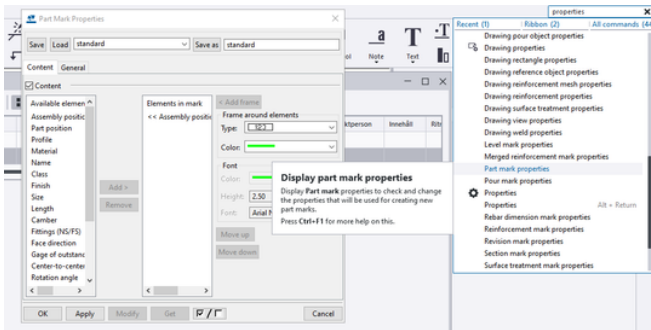 Part Mark Properties
Save Load standard Save as standard
Content General
Content
Available elemen
Assembly positic
Part position
Profile
Material
Name
Class
Finish
Size
Length
Camber
Fittings (NS/FS)
Face direction
Gage of outstanc
Center-to-center
Rotation angle
Add >
Remove
Elements in mark
<< Assembly positic
< Add frame
Frame around elements
Type: 123
Color:
Font
Color:
Height: 2.50
Font: Arial N
Move up
Move down
OK Apply Modify Get / Cancel
a T T
Note Text
ktperson Innehåll Ritn
Display part mark properties
Display Part mark properties to check and change
the properties that will be used for creating new
part marks.
Press Ctrl+F1 for more help on this.
properties
Recent (1) Ribbon (2) All commands (44
Drawing pour object properties
Drawing properties
Drawing rectangle properties
Drawing reference object properties
Drawing reinforcement mesh properties
Drawing reinforcement properties
Drawing surface treatment properties
Drawing view properties
Drawing weld properties
Level mark properties
Merged reinforcement mark properties
Part mark properties
Pour mark properties
Properties
Properties Alt + Return
Rebar dimension mark properties
Reinforcement mark properties
Revision mark properties
Section mark properties
Surface treatment mark properties